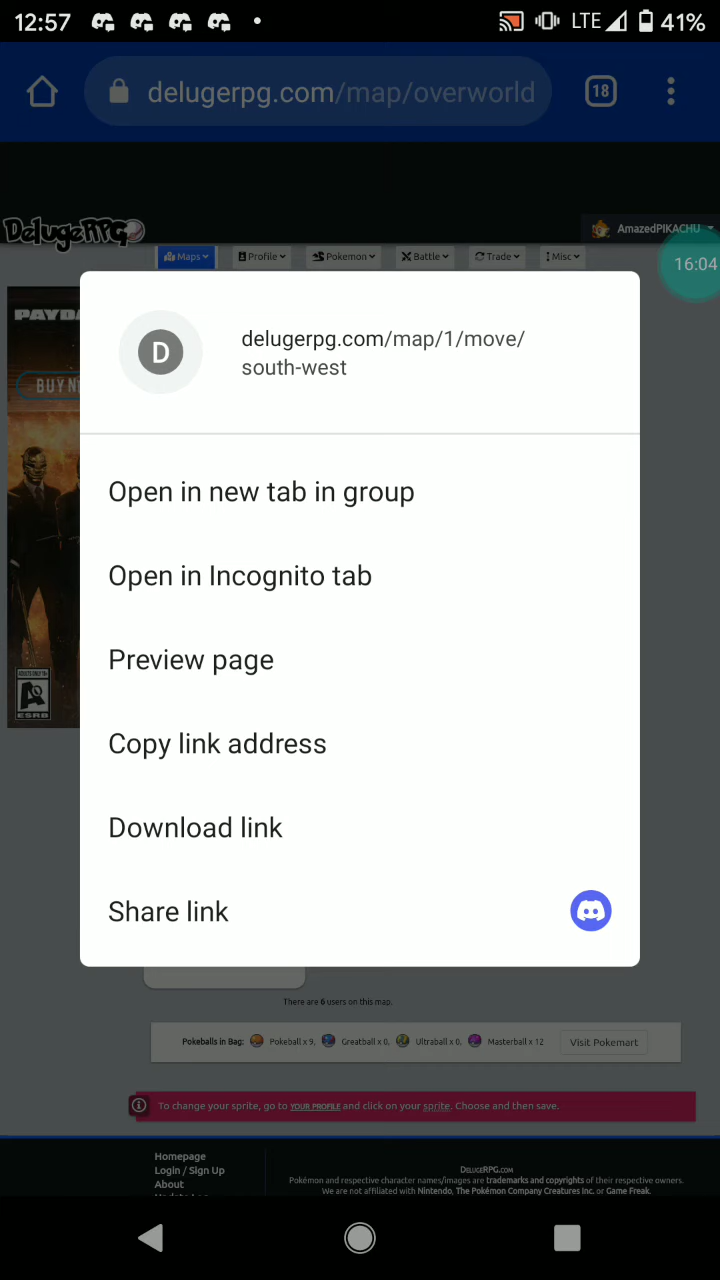 12:57
LTE 41%
delugerpg.com/map/overworld
18
DelugeRPG
AmazedPIKACHU
Maps Profile Pokemon Battle Trade Misc
16:04
PAYDA
BUY N
D
delugerpg.com/map/1/move/
south-west
Open in new tab in group
Open in Incognito tab
Preview page
Copy link address
Download link
Share link
ESRB
There are 6 users on this map.
Pokeballs in Bag: Pokeball x 9, Greatball x 0, Ultraball x 0, Masterball x 12 Visit Pokemart
To change your sprite, go to YOUR PROFILE and click on your sprite. Choose and then save.
Homepage
Login / Sign Up
About
DELUGERPG.COM
Pokémon and respective character names/images are trademarks and copyrights of their respective owners.
We are not affiliated with Nintendo, The Pokémon Company Creatures Inc. or Game Freak.